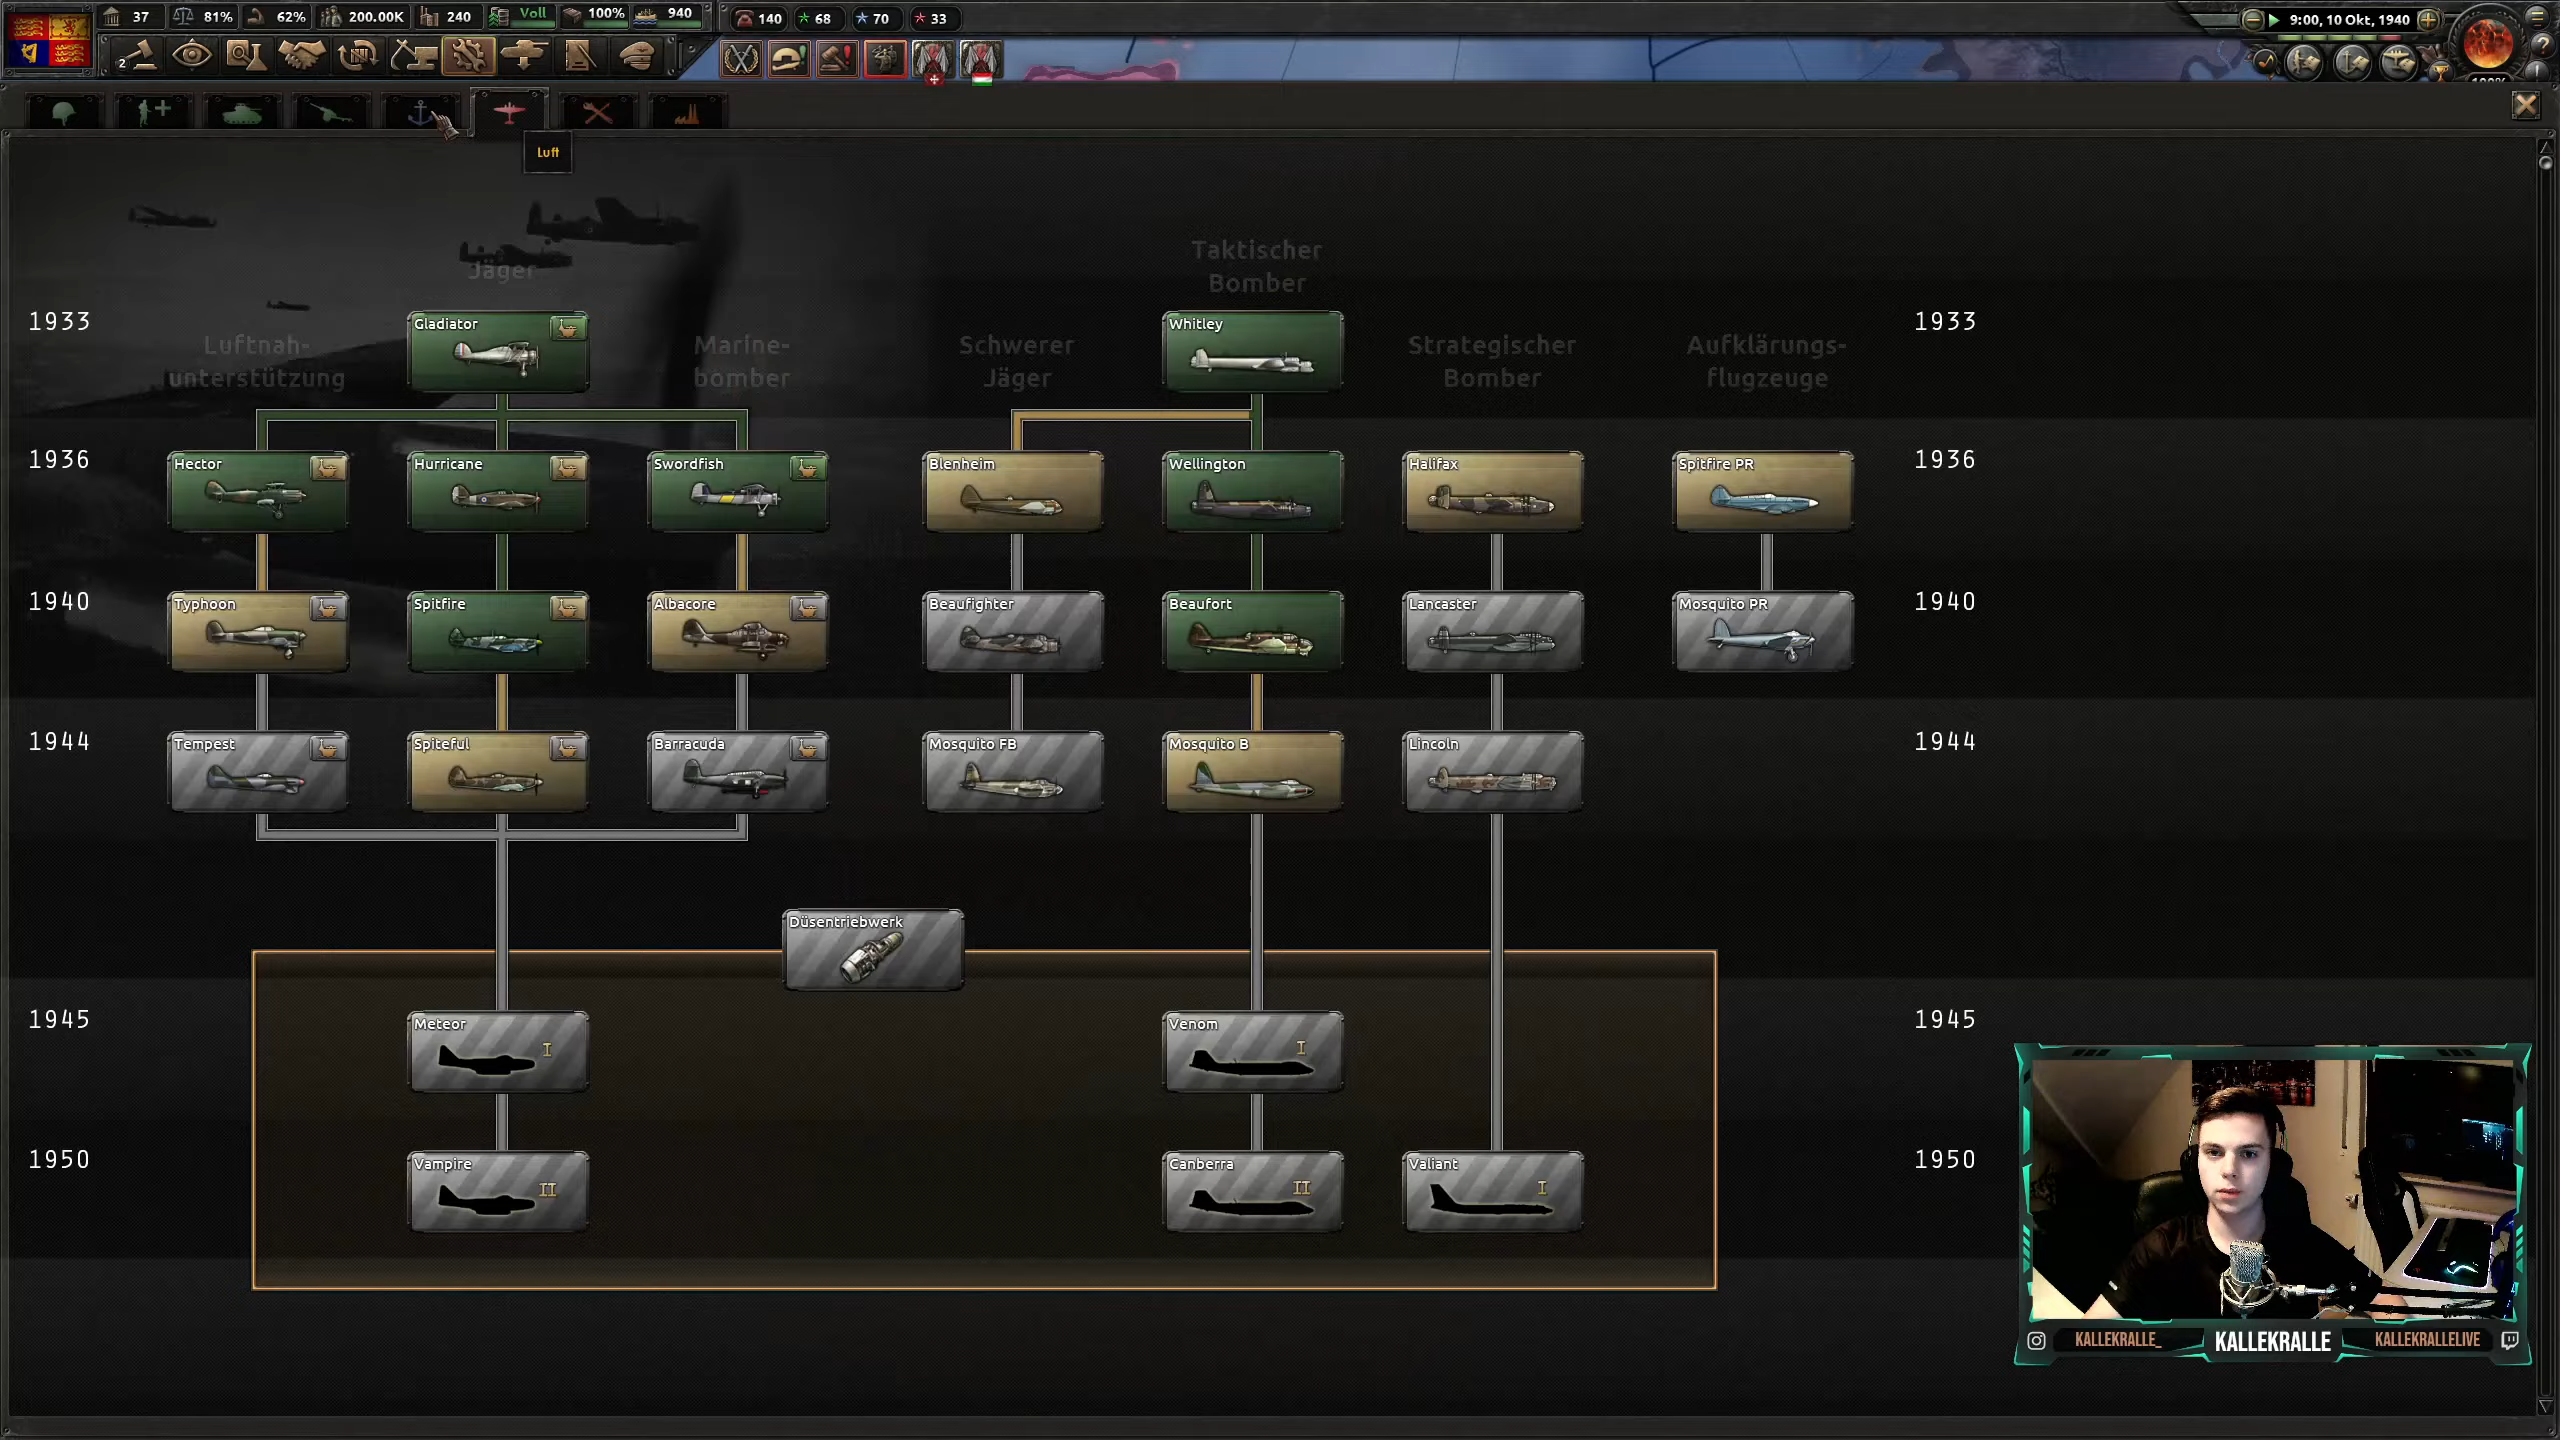 37
81%
62%
200.00K
240
Voll
100%
940
140
68
70
33
9:00, 10 Okt, 1940
2
Luft
Jäger
Taktischer
Bomber
1933
Gladiator
Whitley
1933
Luftnah-
unterstützung
Marine-
bomber
Schwerer
Jäger
Strategischer
Bomber
Aufklärungs-
flugzeuge
1936
Hector
Hurricane
Swordfish
Blenheim
Wellington
Halifax
Spitfire PR
1936
1940
Typhoon
Spitfire
Albacore
Beaufighter
Beaufort
Lancaster
Mosquito PR
1940
1944
Tempest
Spiteful
Barracuda
Mosquito FB
Mosquito B
Lincoln
1944
Düsentriebwerk
1945
Meteor
I
Venom
I
1945
1950
Vampire
II
Canberra
II
Valiant
I
1950
KALLEKRALLE_
KALLEKRALLE
KALLEKRALLELIVE